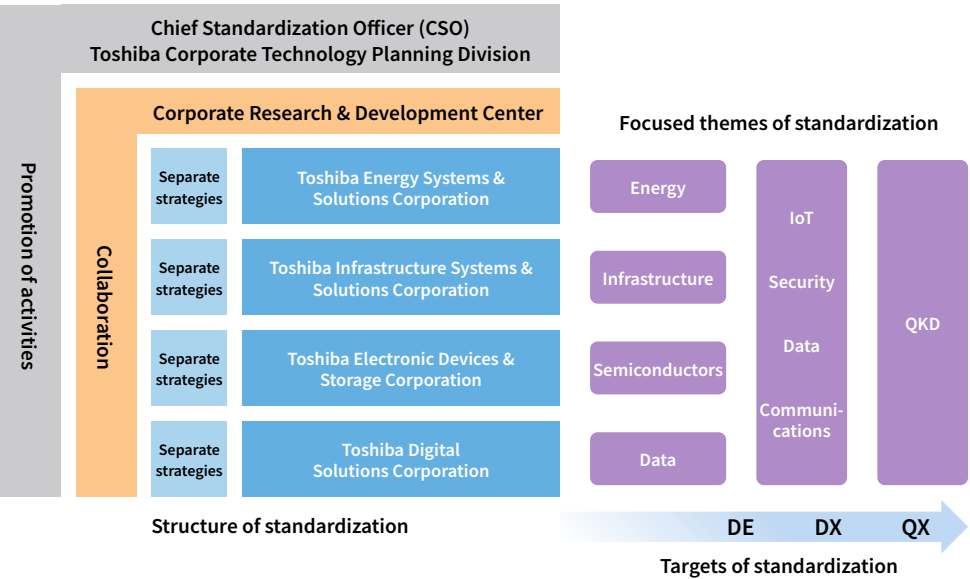 Chief Standardization Officer (CSO)
Toshiba Corporate Technology Planning Division
Promotion of activities
Corporate Research & Development Center
Collaboration
Separate
strategies
Toshiba Energy Systems &
Solutions Corporation
Separate
strategies
Toshiba Infrastructure Systems &
Solutions Corporation
Separate
strategies
Toshiba Electronic Devices &
Storage Corporation
Separate
strategies
Toshiba Digital
Solutions Corporation
Structure of standardization
Focused themes of standardization
Energy
Infrastructure
Semiconductors
Data
IoT
Security
Data
Communi-
cations
QKD
DE DX QX
Targets of standardization